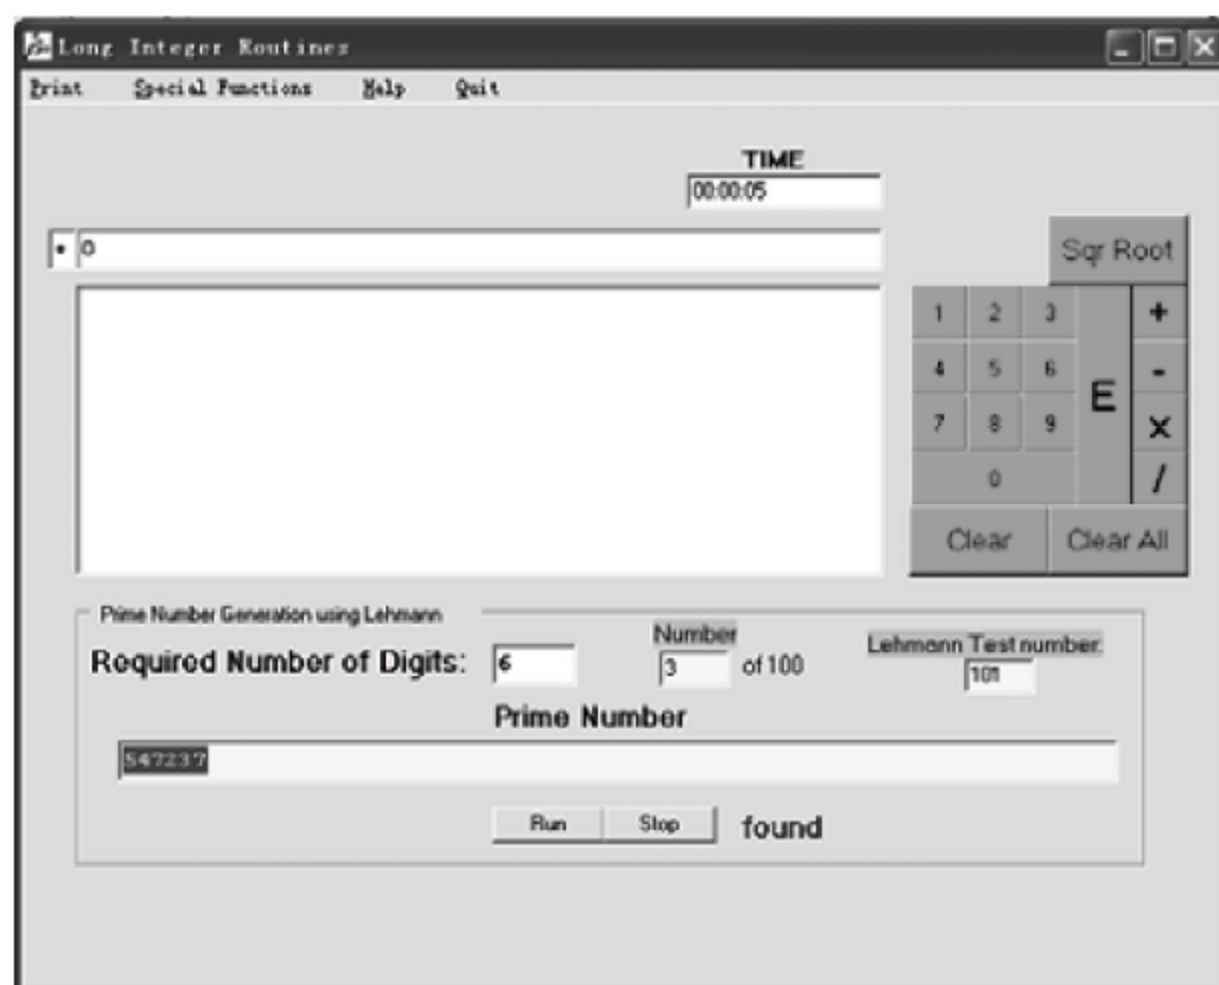 Long Integer Routines
Print Special Functions Help Quit
TIME
00:00:05
• 0
Sqr Root
1 2 3 +
4 5 6 -
E
7 8 9 X
0 /
Clear Clear All
Prime Number Generation using Lehmann
Required Number of Digits: 6 Number 3 of 100 Lehmann Test number: 101
Prime Number
547237
Run Stop found